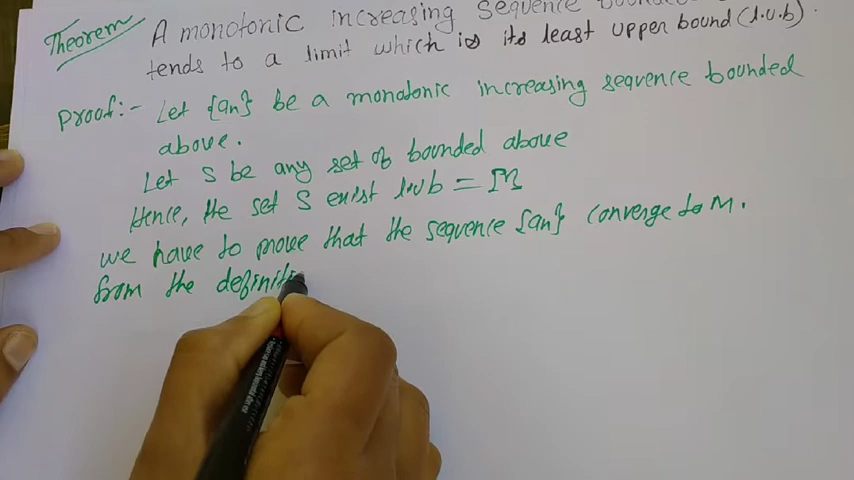 Theorem A monotonic increasing sequence
tends to a limit which is its least upper bound (l.u.b).
Proof:- Let {an} be a monotonic increasing sequence bounded
above.
Let S be any set of bounded above
Hence, the set S exist l.u.b = M
we have to prove that the sequence {an} converge to M.
from the definiti